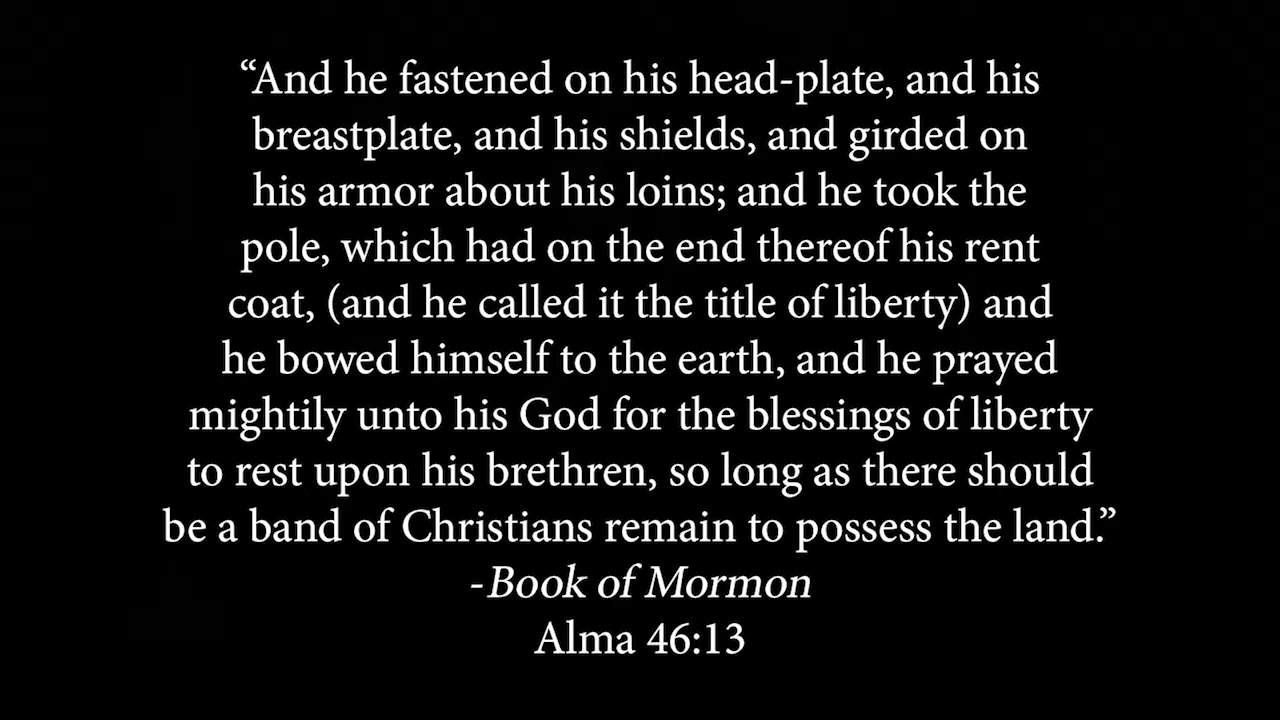 “And he fastened on his head-plate, and his
breastplate, and his shields, and girded on
his armor about his loins; and he took the
pole, which had on the end thereof his rent
coat, (and he called it the title of liberty) and
he bowed himself to the earth, and he prayed
mightily unto his God for the blessings of liberty
to rest upon his brethren, so long as there should
be a band of Christians remain to possess the land.”
-Book of Mormon
Alma 46:13